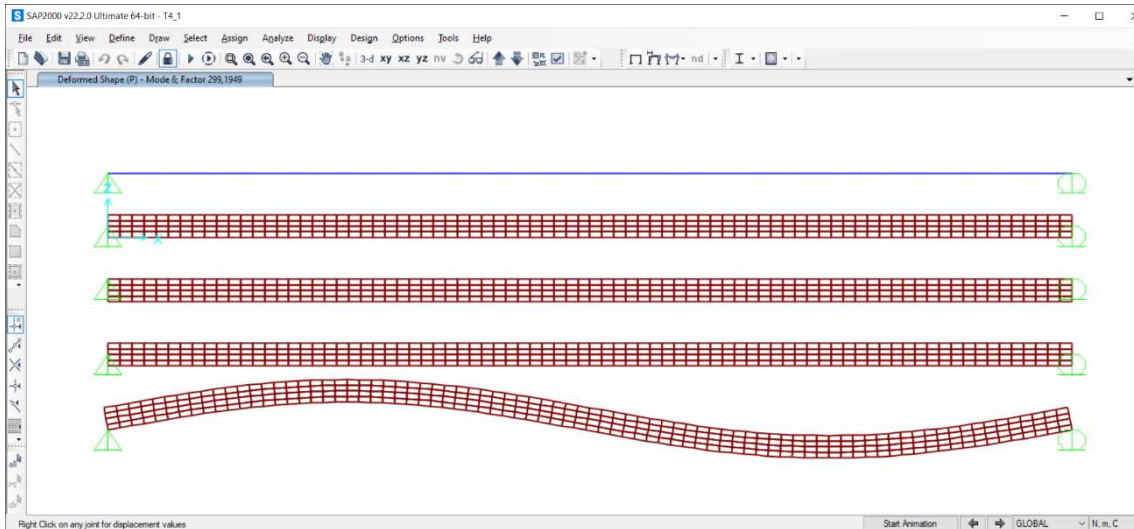 SAP2000 v22.2.0 Ultimate 64-bit - T4_1
File Edit View Define Draw Select Assign Analyze Display Design Options Tools Help
3-d xy xz yz nv nd
Deformed Shape (P) - Mode 6; Factor 299,1949
Z
X
Right Click on any joint for displacement values
Start Animation GLOBAL N, m, C